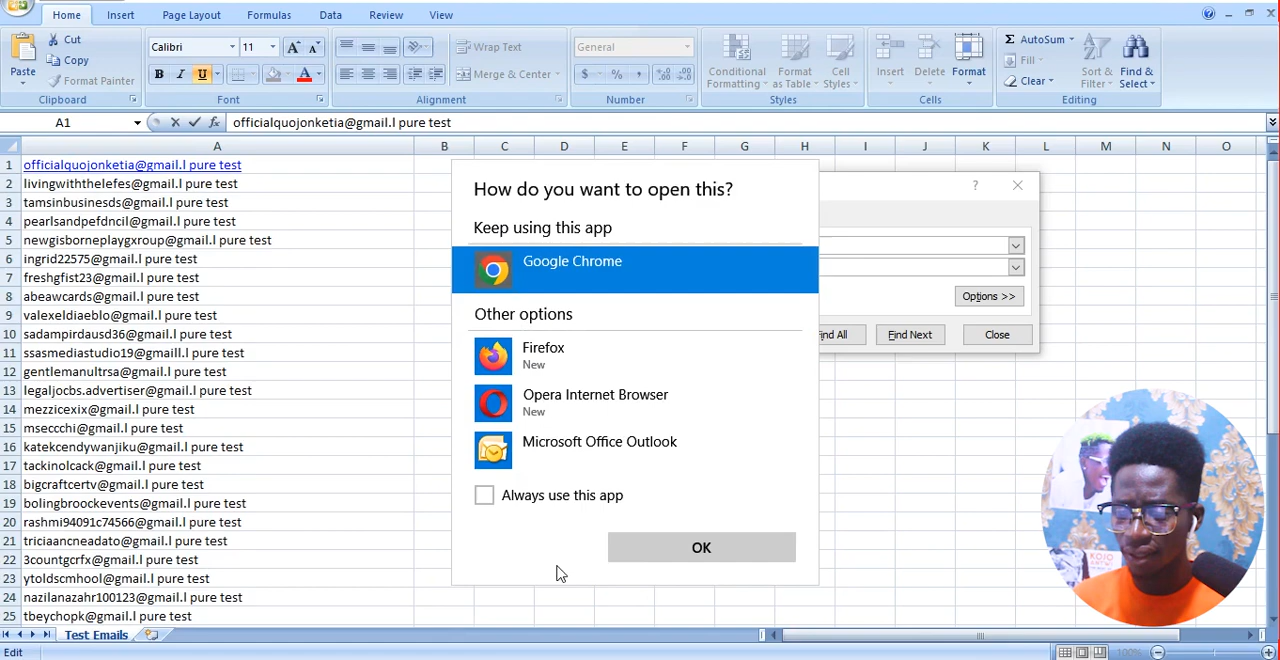 Home Insert Page Layout Formulas Data Review View
Cut
Copy
Format Painter
Paste
Clipboard
Calibri 11
B I U
Font
Wrap Text
Merge & Center
Alignment
General
$ % ,
Number
Conditional Formatting
Format as Table
Cell Styles
Styles
Insert Delete Format
Cells
Σ AutoSum
Fill
Clear
Sort & Filter
Find & Select
Editing
A1 fx officialquojonketia@gmail.l pure test
A B C D E F G H I J K L M N O
1 officialquojonketia@gmail.l pure test
2 livingwiththelefes@gmail.l pure test
3 tamsinbusinesds@gmail.l pure test
4 pearlsandpefdncil@gmail.l pure test
5 newgisborneplaygxroup@gmail.l pure test
6 ingrid22575@gmail.l pure test
7 freshgfist23@gmail.l pure test
8 abeawcards@gmail.l pure test
9 valexeldiaeblo@gmail.l pure test
10 sadampirdausd36@gmail.l pure test
11 ssasmediastudio19@gmaill.l pure test
12 gentlemanultrsa@gmail.l pure test
13 legaljocbs.advertiser@gmail.l pure test
14 mezzicexix@gmail.l pure test
15 mseccchi@gmail.l pure test
16 katekcendywanjiku@gmail.l pure test
17 tackinolcack@gmail.l pure test
18 bigcraftcertv@gmail.l pure test
19 bolingbroockevents@gmail.l pure test
20 rashmi94091c74566@gmail.l pure test
21 triciaancneadato@gmail.l pure test
22 3countgcrfx@gmail.l pure test
23 ytoldscmhool@gmail.l pure test
24 nazilanazahr100123@gmail.l pure test
25 tbeychopk@gmail.l pure test
How do you want to open this?
Keep using this app
Google Chrome
Other options
Firefox
New
Opera Internet Browser
New
Microsoft Office Outlook
Always use this app
OK
?
Options >>
Find Next
Close
Test Emails
Edit
100%
KOJO